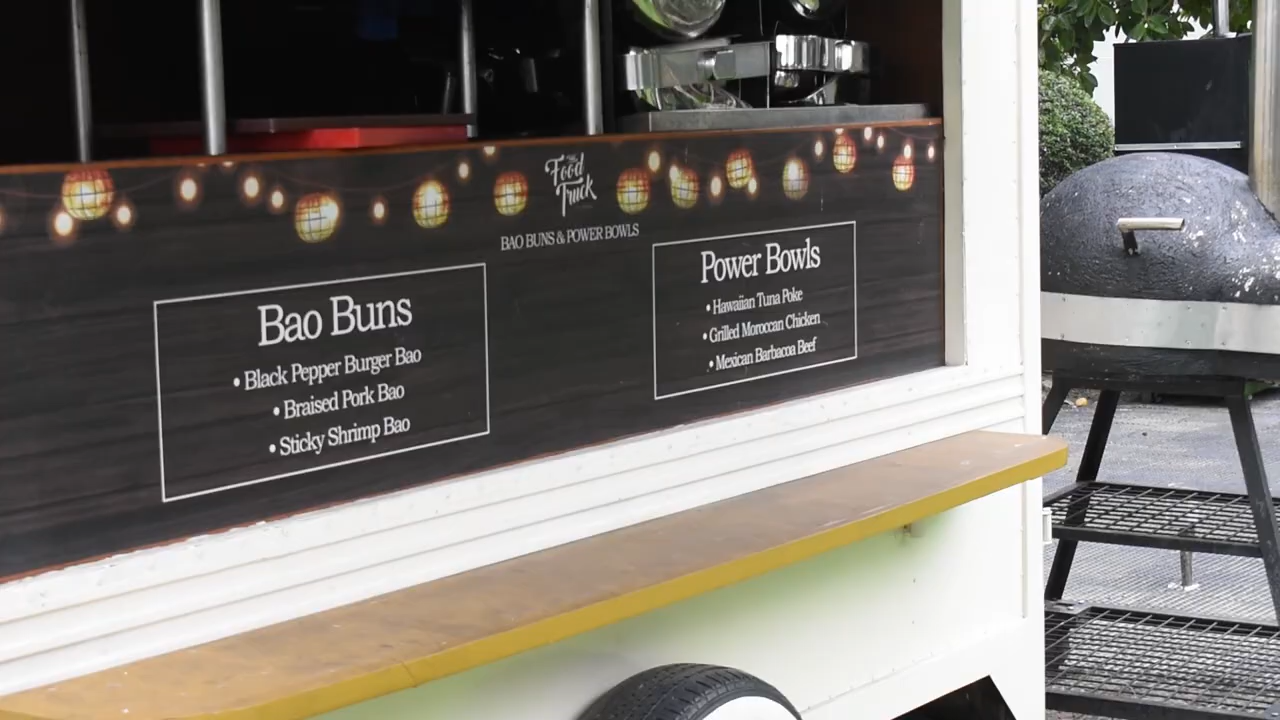 The
Food
Truck
BAO BUNS & POWER BOWLS
Bao Buns
• Black Pepper Burger Bao
• Braised Pork Bao
• Sticky Shrimp Bao
Power Bowls
• Hawaiian Tuna Poke
• Grilled Moroccan Chicken
• Mexican Barbacoa Beef